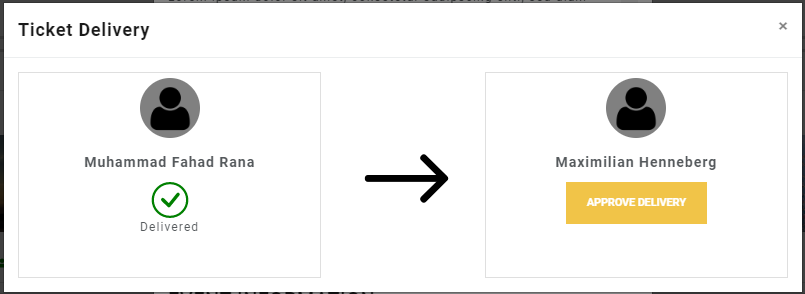 Ticket Delivery
×
Muhammad Fahad Rana
Delivered
Maximilian Henneberg
APPROVE DELIVERY